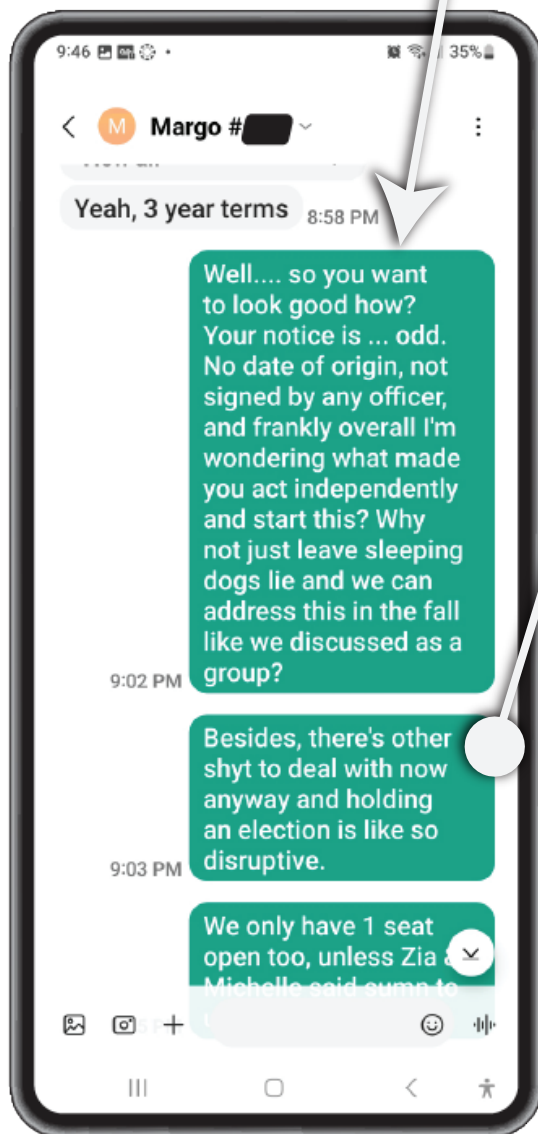 9:46
35%
M Margo #
Yeah, 3 year terms 8:58 PM
Well.... so you want
to look good how?
Your notice is ... odd.
No date of origin, not
signed by any officer,
and frankly overall I'm
wondering what made
you act independently
and start this? Why
not just leave sleeping
dogs lie and we can
address this in the fall
like we discussed as a
9:02 PM group?
Besides, there's other
shyt to deal with now
anyway and holding
an election is like so
9:03 PM disruptive.
We only have 1 seat
open too, unless Zia
Michelle said sumn to